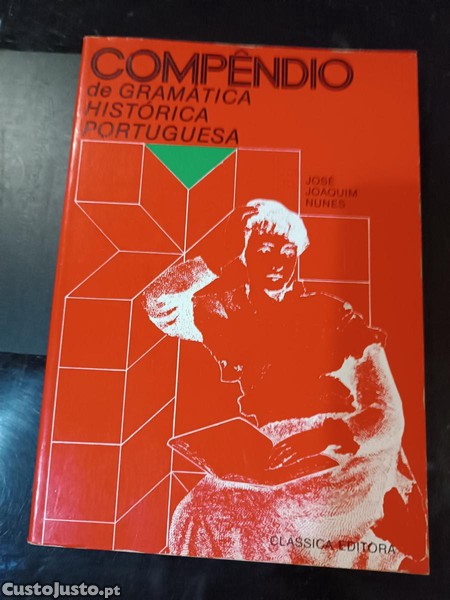 COMPÊNDIO
de GRAMÁTICA
HISTÓRICA
PORTUGUESA
JOSÉ
JOAQUIM
NUNES
CLÁSSICA EDITORA
CustoJusto.pt